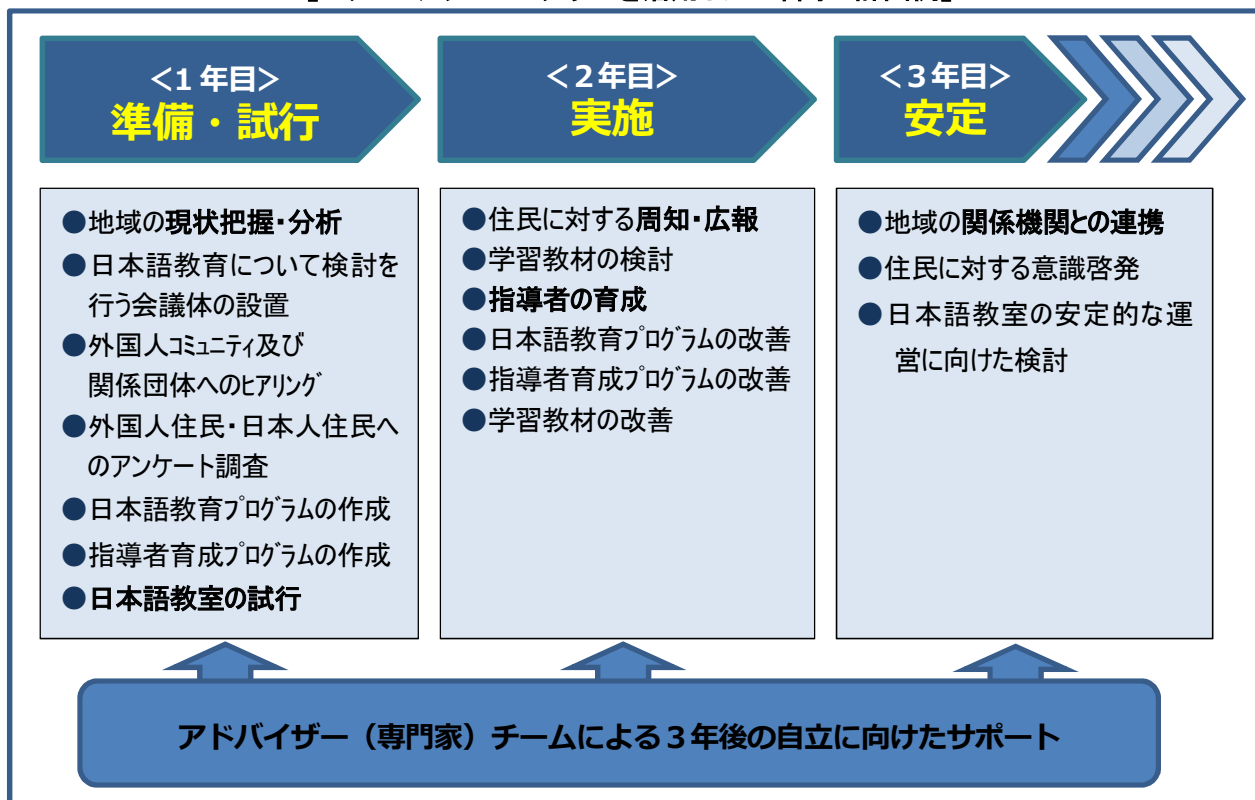 <1年目>
準備・試行
<2年目>
実施
<3年目>
安定
●地域の現状把握・分析
●日本語教育について検討を
行う会議体の設置
●外国人ｺﾐｭﾆﾃｨ及び
関係団体へのﾋｱﾘﾝｸﾞ
●外国人住民・日本人住民へ
のアンケート調査
●日本語教育ﾌﾟﾛｸﾞﾗﾑの作成
●指導者育成ﾌﾟﾛｸﾞﾗﾑの作成
●日本語教室の試行
●住民に対する周知・広報
●学習教材の検討
●指導者の育成
●日本語教育ﾌﾟﾛｸﾞﾗﾑの改善
●指導者育成ﾌﾟﾛｸﾞﾗﾑの改善
●学習教材の改善
●地域の関係機関との連携
●住民に対する意識啓発
●日本語教室の安定的な運
営に向けた検討
アドバイザー（専門家）チームによる３年後の自立に向けたサポート